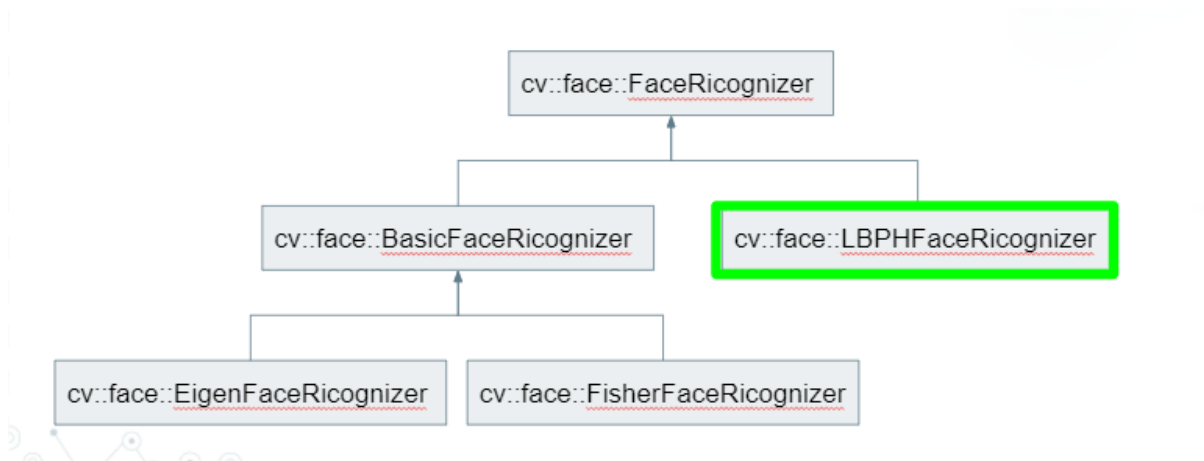 cv::face::FaceRicognizer
cv::face::BasicFaceRicognizer
cv::face::LBPHFaceRicognizer
cv::face::EigenFaceRicognizer
cv::face::FisherFaceRicognizer